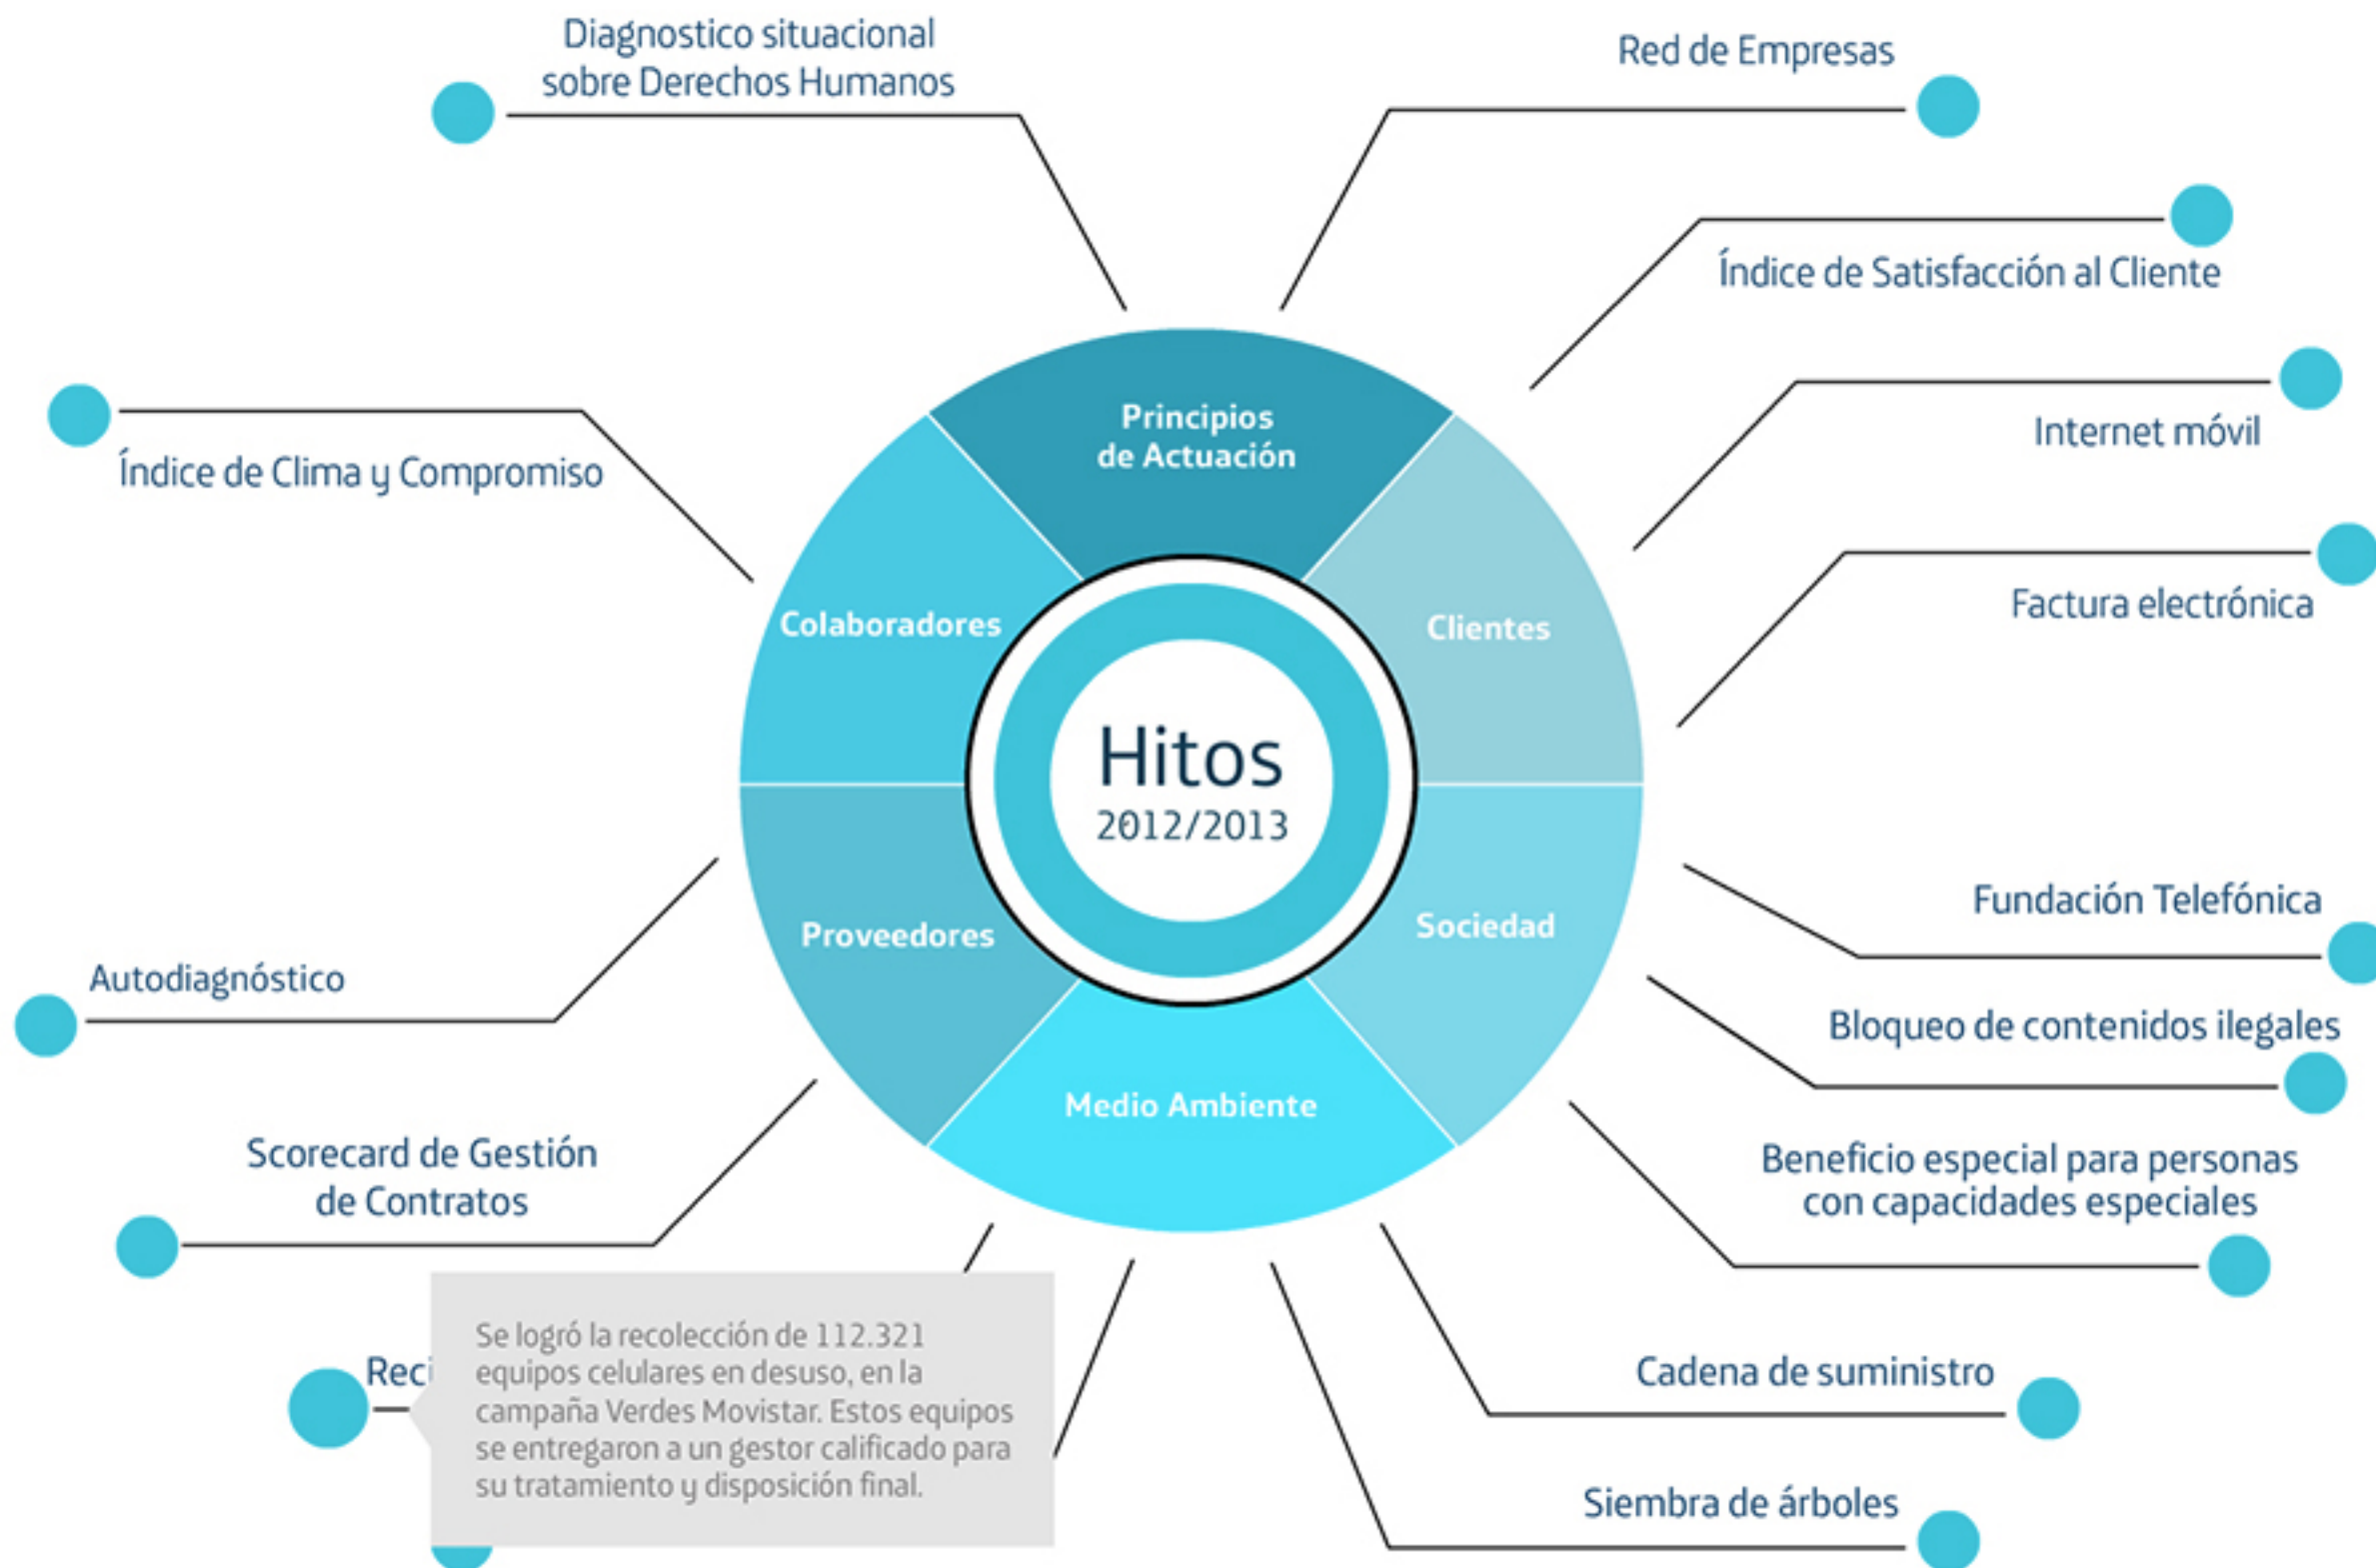 Diagnostico situacional
sobre Derechos Humanos
Red de Empresas
Índice de Satisfacción al Cliente
Internet móvil
Factura electrónica
Índice de Clima y Compromiso
Principios
de Actuación
Colaboradores
Clientes
Hitos
2012/2013
Proveedores
Sociedad
Medio Ambiente
Fundación Telefónica
Bloqueo de contenidos ilegales
Beneficio especial para personas
con capacidades especiales
Autodiagnóstico
Scorecard de Gestión
de Contratos
Cadena de suministro
Siembra de árboles
Se logró la recolección de 112.321
equipos celulares en desuso, en la
campaña Verdes Movistar. Estos equipos
se entregaron a un gestor calificado para
su tratamiento y disposición final.